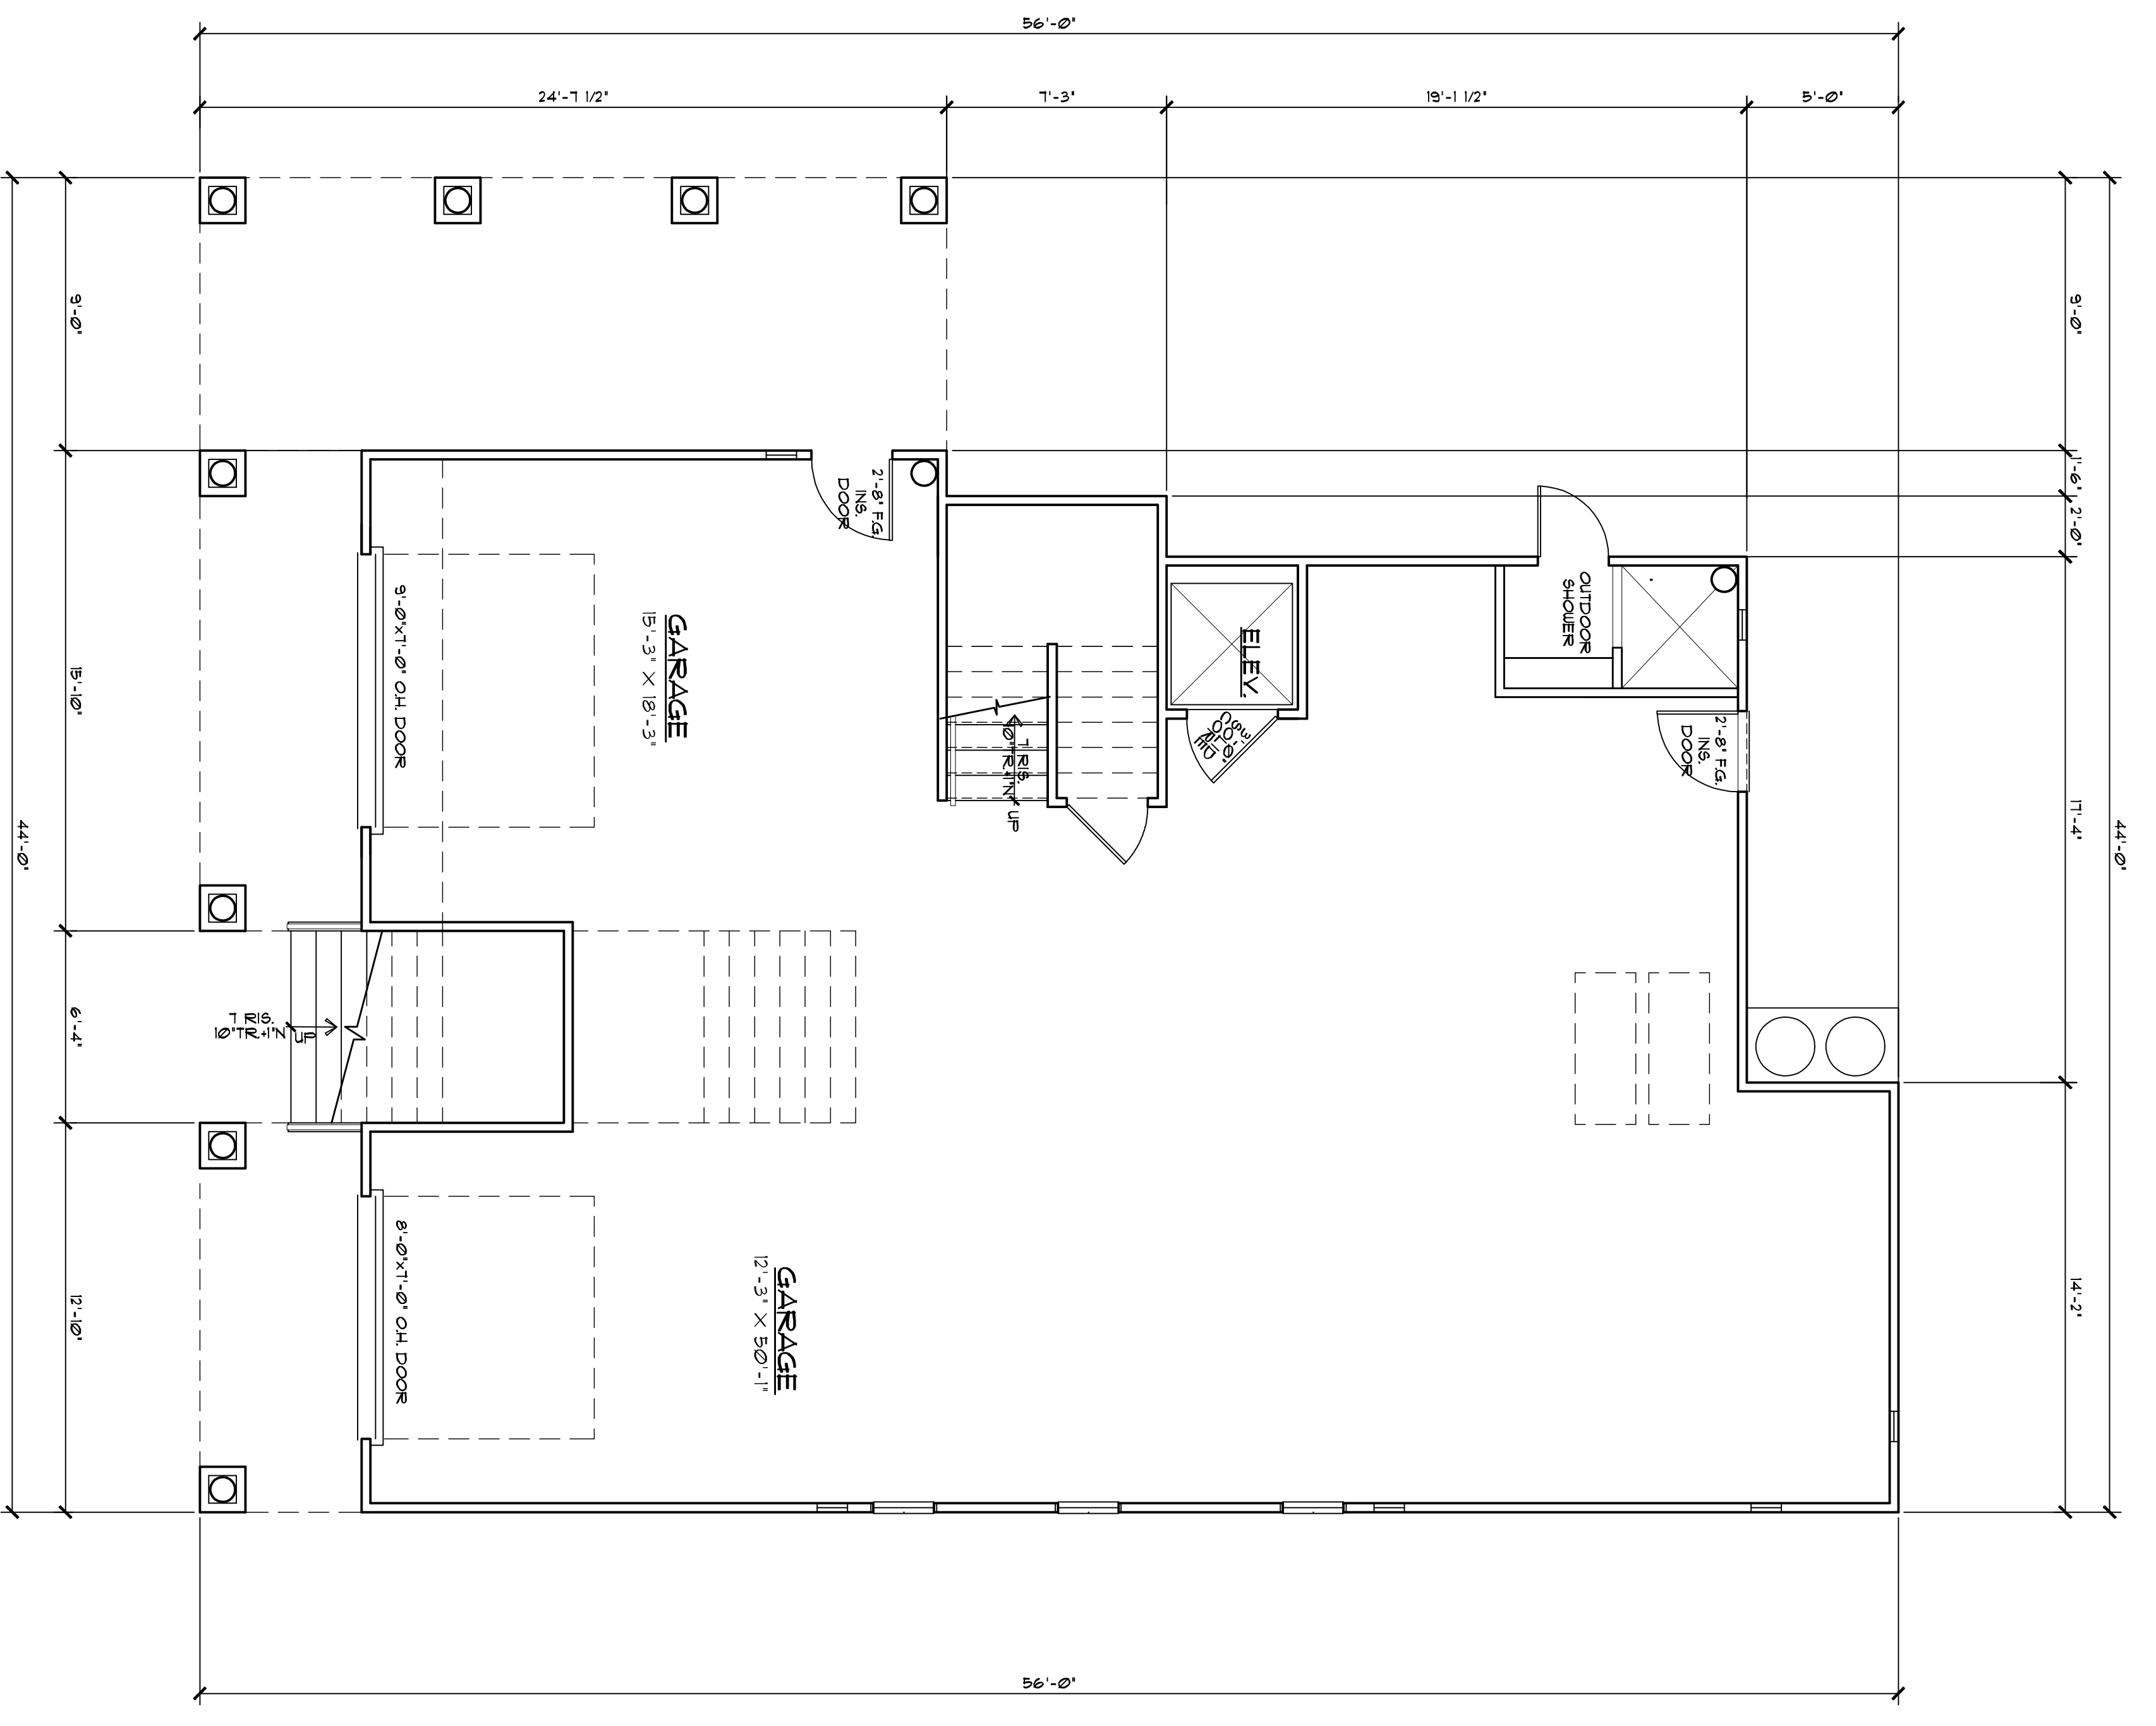 56'-0"
24'-7 1/2"
7'-3"
19'-1 1/2"
5'-0"
9'-0"
15'-10"
6'-4"
12'-10"
44'-0"
9'-0"
1'-6"
2'-0"
17'-4"
14'-2"
44'-0"
2'-8" F.G.
INS.
DOOR
GARAGE
15'-3" X 18'-3"
9'-0"x7'-0" O.H. DOOR
ELEV.
OUTDOOR
SHOWER
2'-8" F.G.
INS.
DOOR
7 RIS.
10"TR.+1"N
UP
7 RIS.
10"TR.+1"N
UP
GARAGE
12'-3" X 50'-1"
8'-0"x7'-0" O.H. DOOR
56'-0"